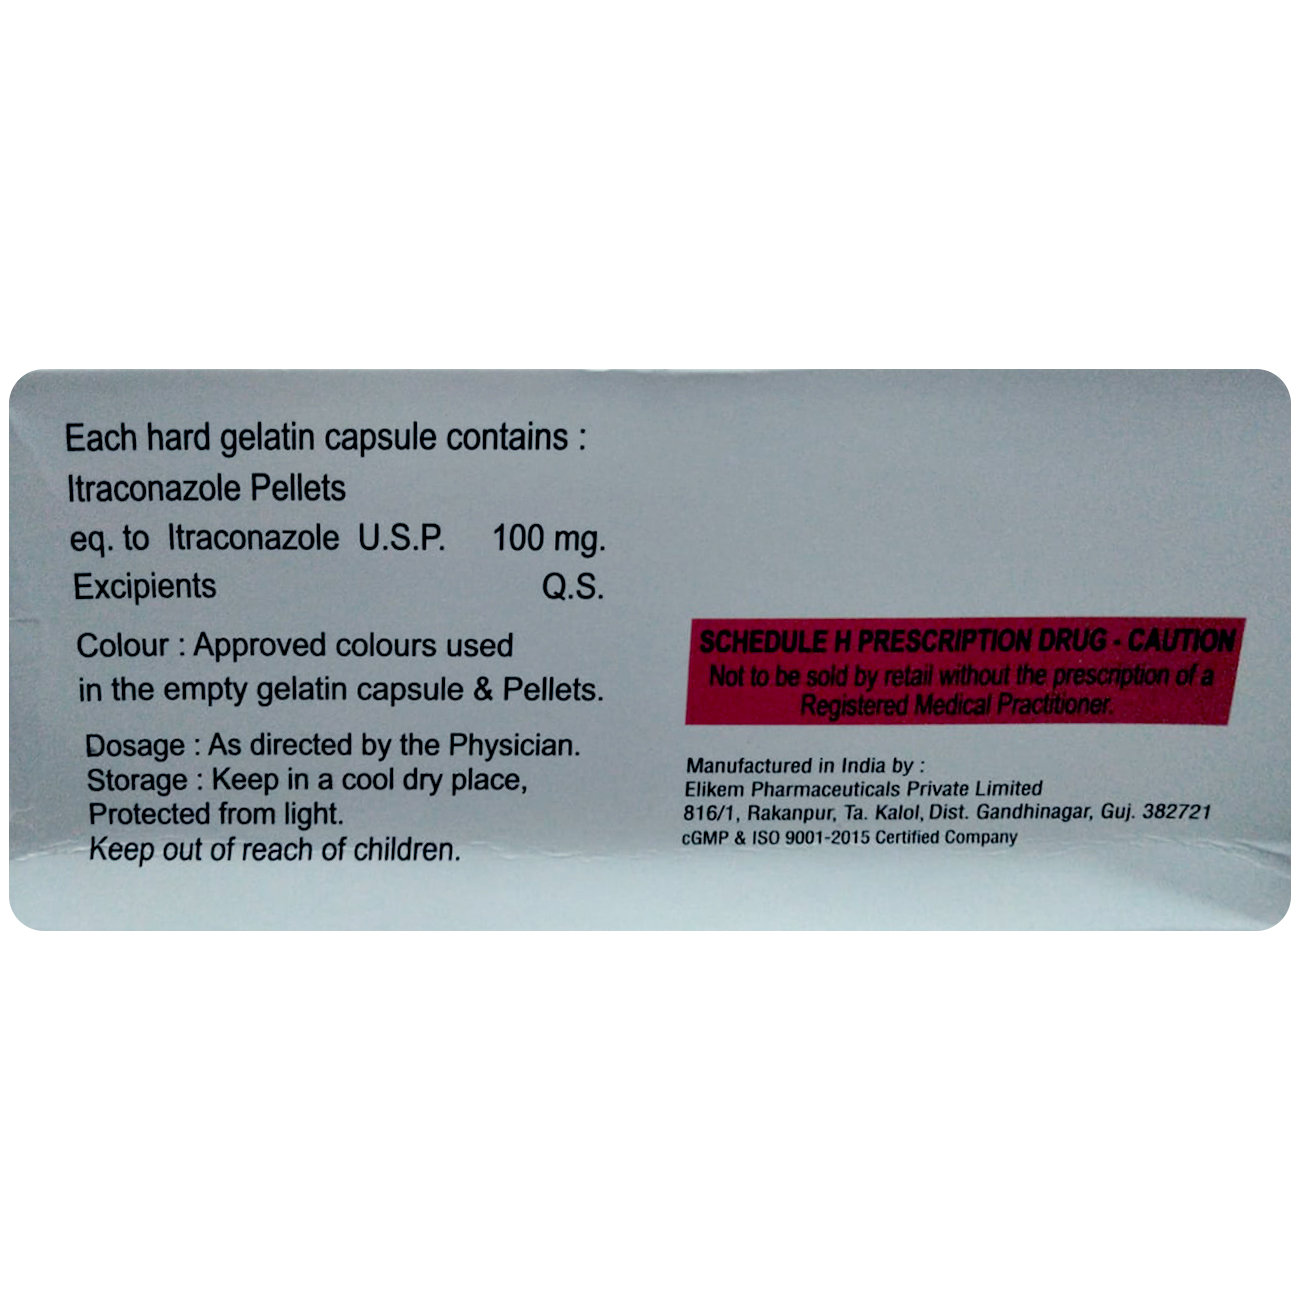 Each hard gelatin capsule contains :
Itraconazole Pellets
eq. to Itraconazole U.S.P. 100 mg.
Excipients Q.S.
Colour : Approved colours used
in the empty gelatin capsule & Pellets.
Dosage : As directed by the Physician.
Storage : Keep in a cool dry place,
Protected from light.
Keep out of reach of children.
SCHEDULE H PRESCRIPTION DRUG - CAUTION
Not to be sold by retail without the prescription of a
Registered Medical Practitioner.
Manufactured in India by :
Elikem Pharmaceuticals Private Limited
816/1, Rakanpur, Ta. Kalol, Dist. Gandhinagar, Guj. 382721
cGMP & ISO 9001-2015 Certified Company